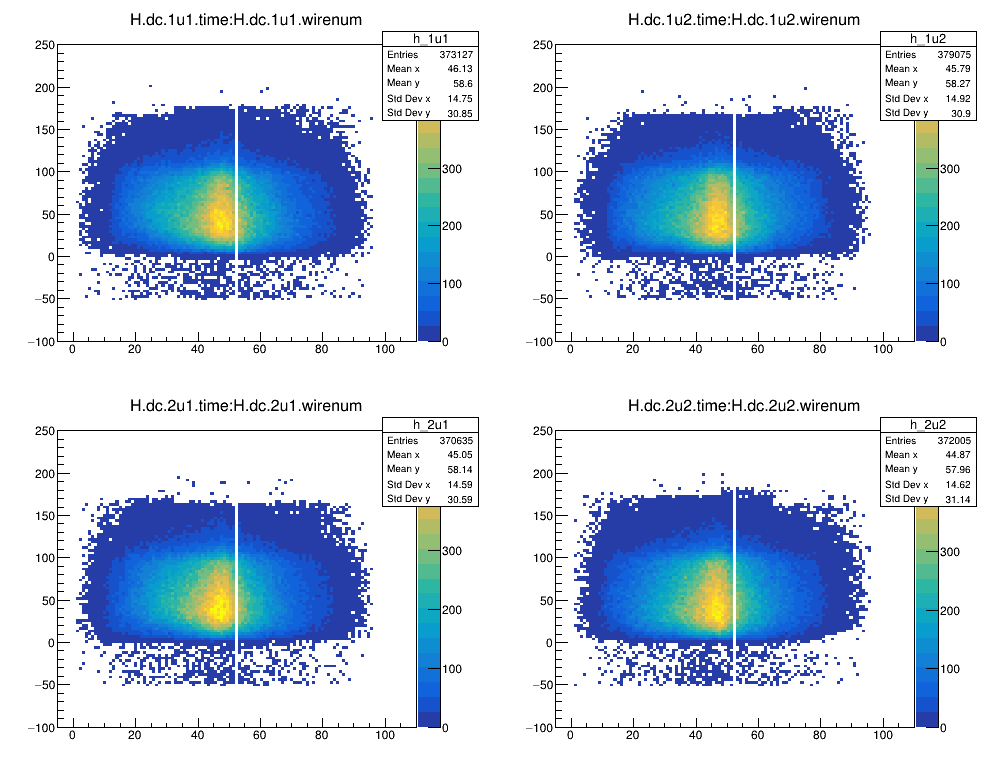 H.dc.1u1.time:H.dc.1u1.wirenum
h_1u1
Entries 373127
Mean x 46.13
Mean y 58.6
Std Dev x 14.75
Std Dev y 30.85
250
200
150
100
50
0
−50
−100
0 20 40 60 80 100
300
200
100
0
H.dc.1u2.time:H.dc.1u2.wirenum
h_1u2
Entries 379075
Mean x 45.79
Mean y 58.27
Std Dev x 14.92
Std Dev y 30.9
250
200
150
100
50
0
−50
−100
0 20 40 60 80 100
300
200
100
0
H.dc.2u1.time:H.dc.2u1.wirenum
h_2u1
Entries 370635
Mean x 45.05
Mean y 58.14
Std Dev x 14.59
Std Dev y 30.59
250
200
150
100
50
0
−50
−100
0 20 40 60 80 100
300
200
100
0
H.dc.2u2.time:H.dc.2u2.wirenum
h_2u2
Entries 372005
Mean x 44.87
Mean y 57.96
Std Dev x 14.62
Std Dev y 31.14
250
200
150
100
50
0
−50
−100
0 20 40 60 80 100
300
200
100
0